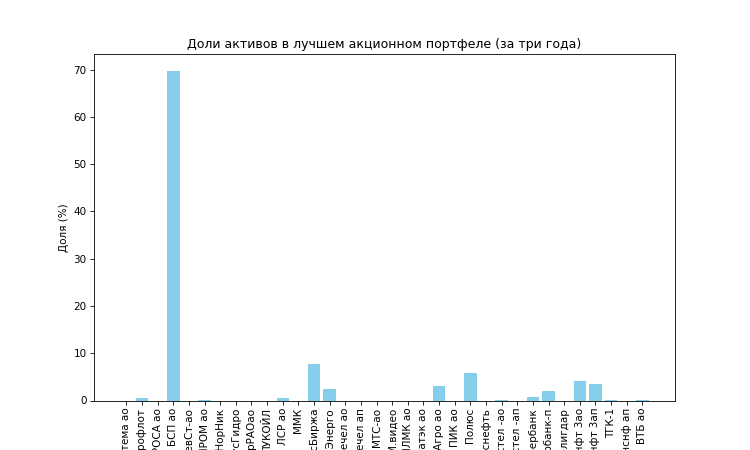 Доли активов в лучшем акционном портфеле (за три года)
Доля (%)
70
60
50
40
30
20
10
0
тема ао
рофлот
РОСА ао
БСП ао
евСт-ао
ПРОМ ао
НорНик
сГидро
рРАОао
ЛУКОЙЛ
ЛСР ао
ММК
сБиржа
Энерго
ечел ао
ечел ап
МТС-ао
М.видео
ЛМК ао
атэк ао
Агро ао
ПИК ао
Полюс
снефть
стел -ао
стел -ап
ербанк
рбанк-п
лигдар
нфт 3ао
нфт 3ап
ТГК-1
нснф ап
ВТБ ао